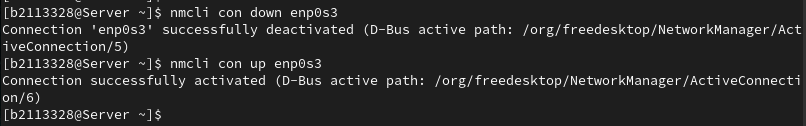 [b2113328@Server ~]$ nmcli con down enp0s3
Connection 'enp0s3' successfully deactivated (D-Bus active path: /org/freedesktop/NetworkManager/Act
iveConnection/5)
[b2113328@Server ~]$ nmcli con up enp0s3
Connection successfully activated (D-Bus active path: /org/freedesktop/NetworkManager/ActiveConnecti
on/6)
[b2113328@Server ~]$